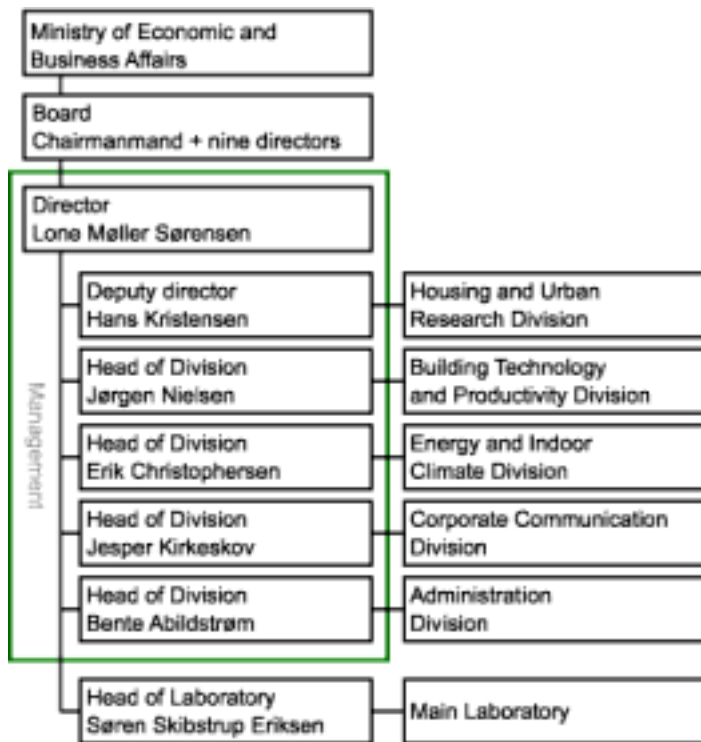 Ministry of Economic and
Business Affairs
Board
Chairmanmand + nine directors
Director
Lone Møller Sørensen
Management
Deputy director
Hans Kristensen
Housing and Urban
Research Division
Head of Division
Jørgen Nielsen
Building Technology
and Productivity Division
Head of Division
Erik Christophersen
Energy and Indoor
Climate Division
Head of Division
Jesper Kirkeskov
Corporate Communication
Division
Head of Division
Bente Abildstrøm
Administration
Division
Head of Laboratory
Søren Skibstrup Eriksen
Main Laboratory